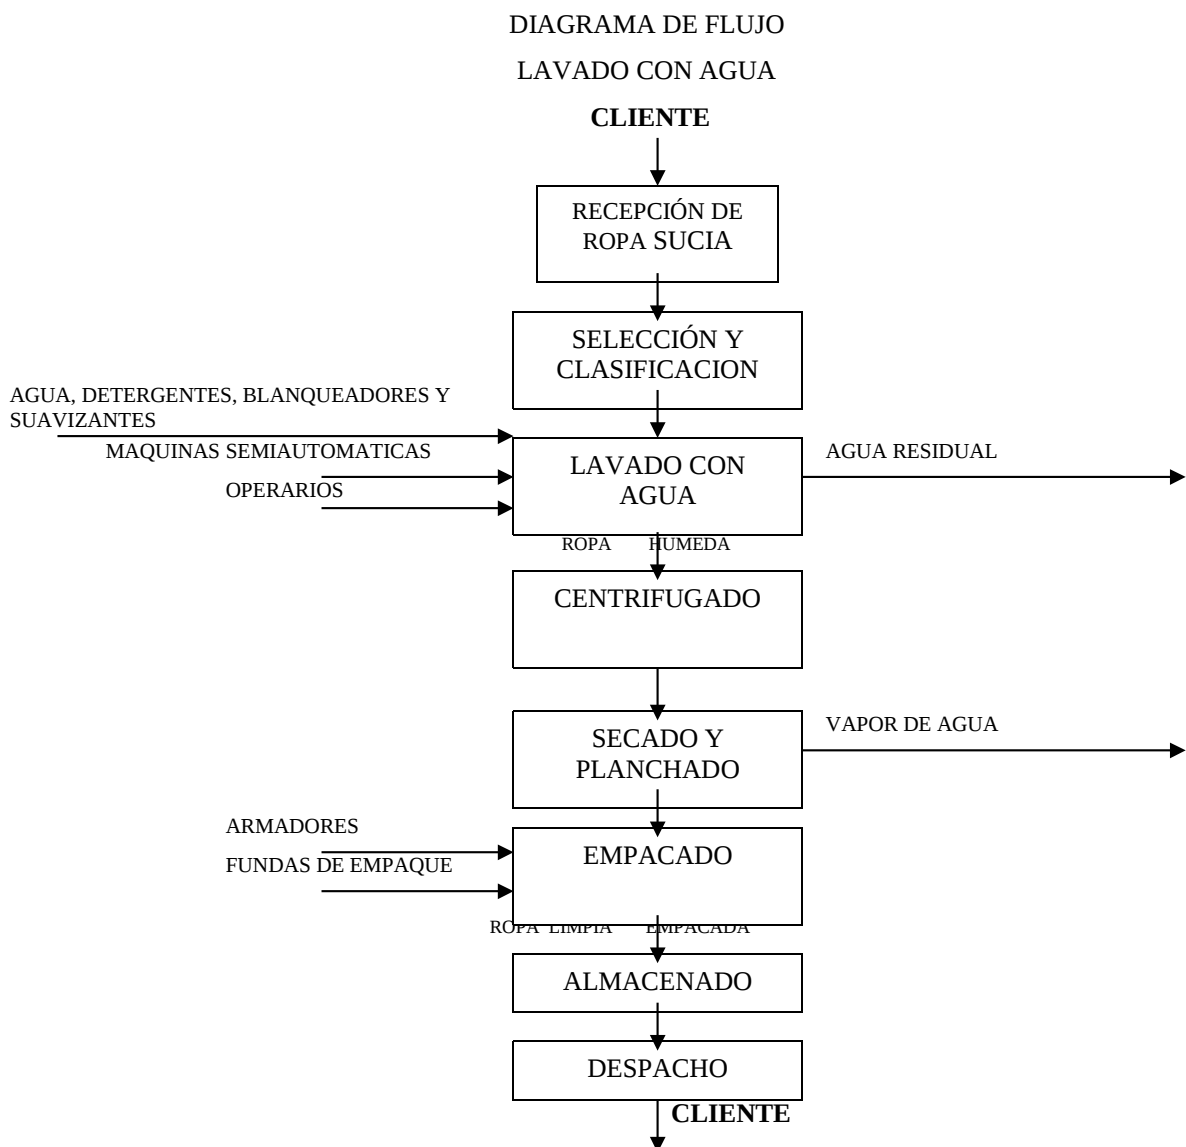 DIAGRAMA DE FLUJO
LAVADO CON AGUA
CLIENTE
RECEPCIÓN DE
ROPA SUCIA
SELECCIÓN Y
CLASIFICACION
AGUA, DETERGENTES, BLANQUEADORES Y
SUAVIZANTES
MAQUINAS SEMIAUTOMATICAS
OPERARIOS
LAVADO CON
AGUA
AGUA RESIDUAL
ROPA HUMEDA
CENTRIFUGADO
SECADO Y
PLANCHADO
VAPOR DE AGUA
ARMADORES
FUNDAS DE EMPAQUE
EMPACADO
ROPA LIMPIA EMPACADA
ALMACENADO
DESPACHO
CLIENTE